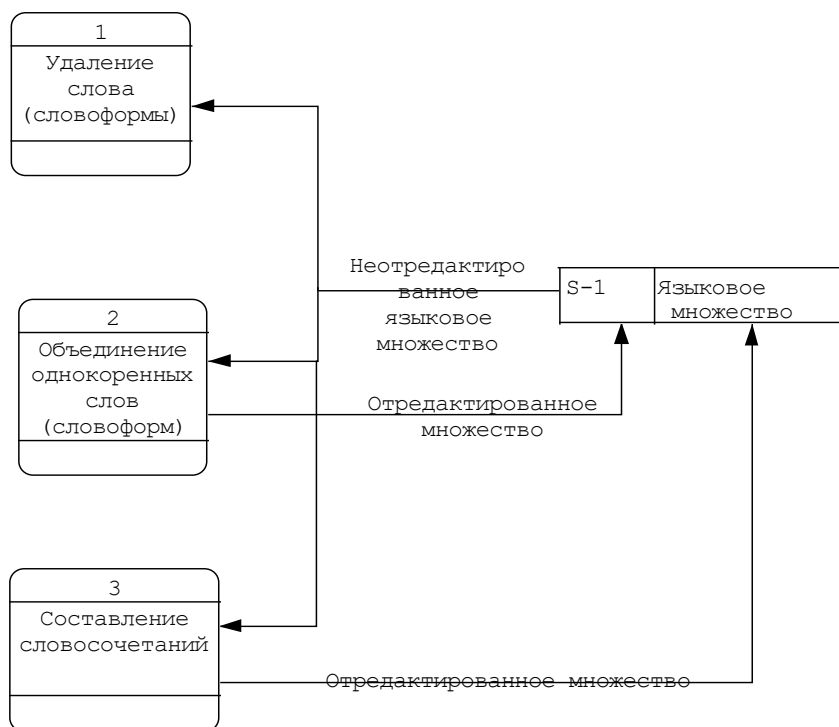 1
Удаление
слова
(словоформы)
Неотредактиро
ванное
языковое
множество
S-1
Языковое
множество
2
Объединение
однокоренных
слов
(словоформ)
Отредактированное
множество
3
Составление
словосочетаний
Отредактированное множество